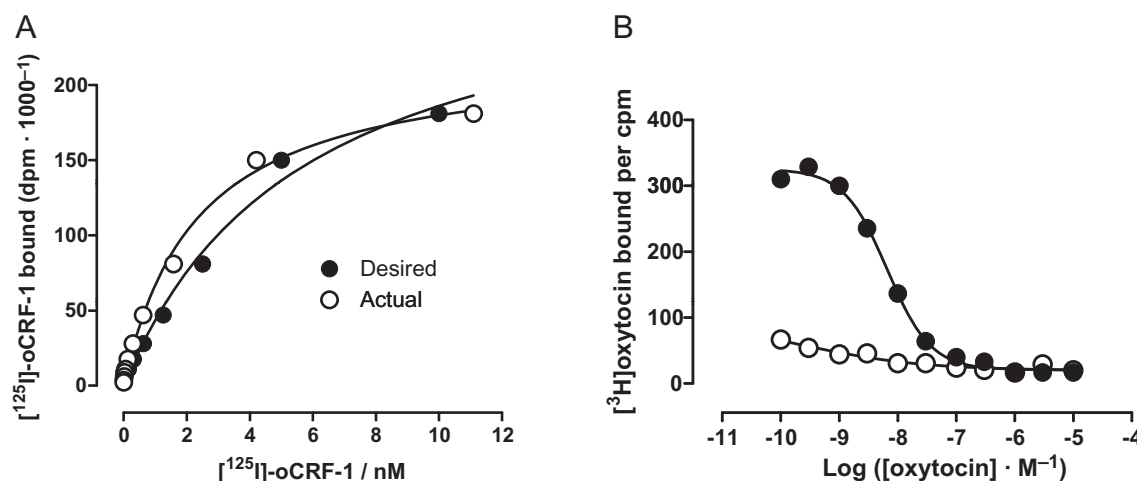 A
[¹²⁵I]-oCRF-1 bound (dpm · 1000⁻¹)
200
150
100
50
0
Desired
Actual
0 2 4 6 8 10 12
[¹²⁵I]-oCRF-1 / nM
B
[³H]oxytocin bound per cpm
400
300
200
100
0
-11 -10 -9 -8 -7 -6 -5 -4
Log ([oxytocin] · M⁻¹)